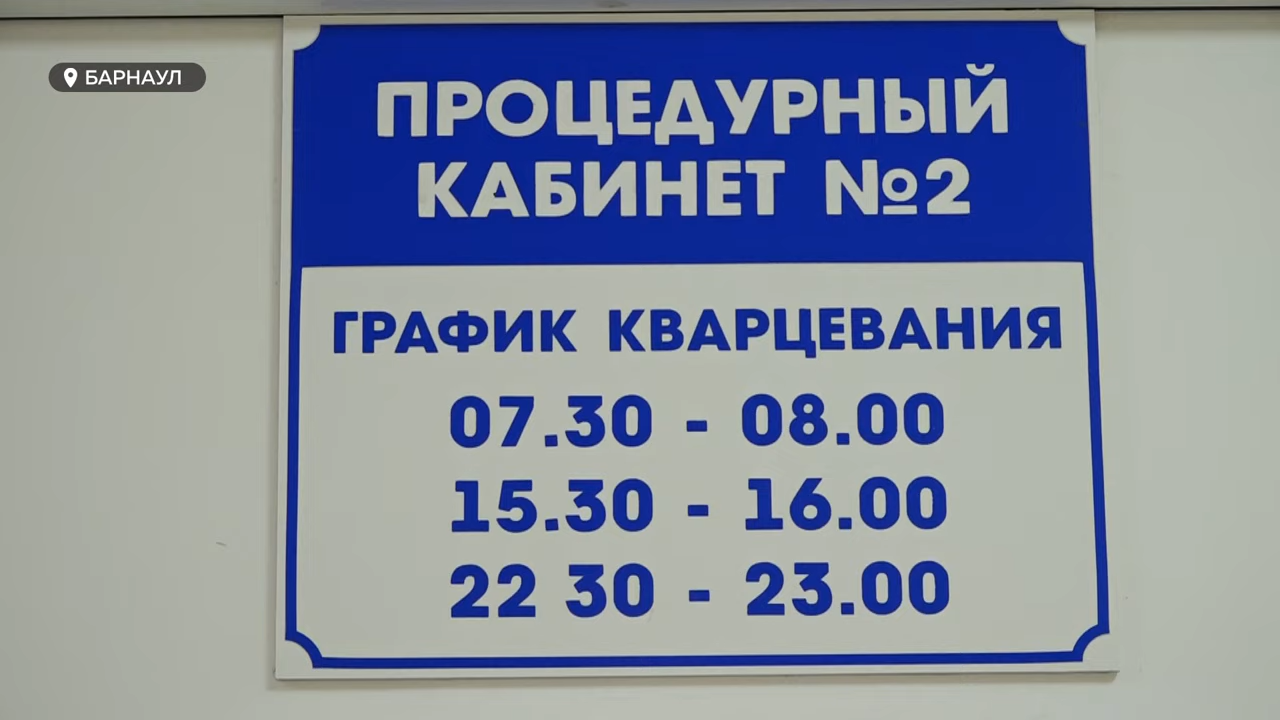 БАРНАУЛ
ПРОЦЕДУРНЫЙ
КАБИНЕТ №2
ГРАФИК КВАРЦЕВАНИЯ
07.30 - 08.00
15.30 - 16.00
22 30 - 23.00